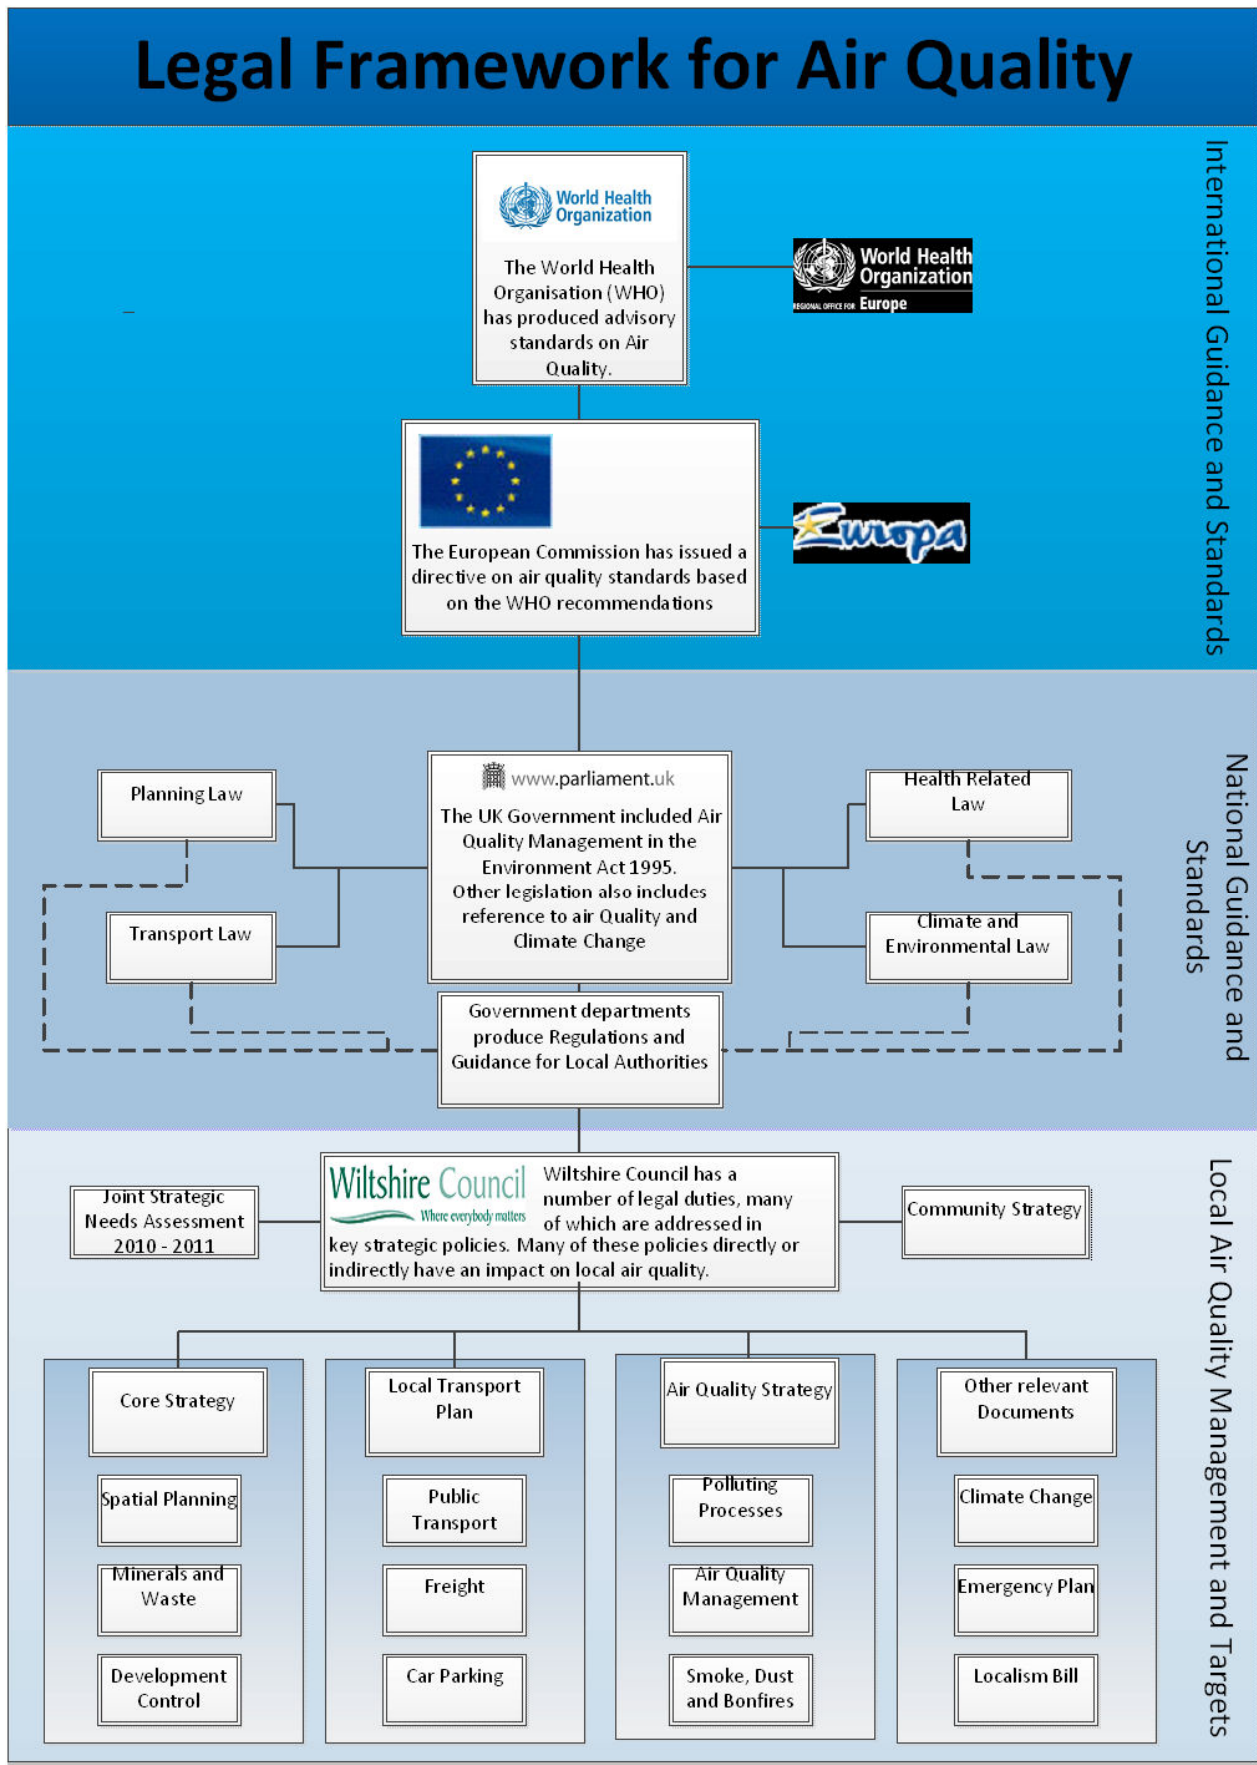 Legal Framework for Air Quality
International Guidance and Standards
World Health
Organization
The World Health
Organisation (WHO)
has produced advisory
standards on Air
Quality.
World Health
Organization
REGIONAL OFFICE FOR Europe
The European Commission has issued a
directive on air quality standards based
on the WHO recommendations
Europa
National Guidance and
Standards
Planning Law
www.parliament.uk
The UK Government included Air
Quality Management in the
Environment Act 1995.
Other legislation also includes
reference to air Quality and
Climate Change
Health Related
Law
Transport Law
Climate and
Environmental Law
Government departments
produce Regulations and
Guidance for Local Authorities
Local Air Quality Management and Targets
Joint Strategic
Needs Assessment
2010 - 2011
Wiltshire Council
Where everybody matters
Wiltshire Council has a
number of legal duties, many
of which are addressed in
key strategic policies. Many of these policies directly or
indirectly have an impact on local air quality.
Community Strategy
Core Strategy
Spatial Planning
Minerals and
Waste
Development
Control
Local Transport
Plan
Public
Transport
Freight
Car Parking
Air Quality Strategy
Polluting
Processes
Air Quality
Management
Smoke, Dust
and Bonfires
Other relevant
Documents
Climate Change
Emergency Plan
Localism Bill